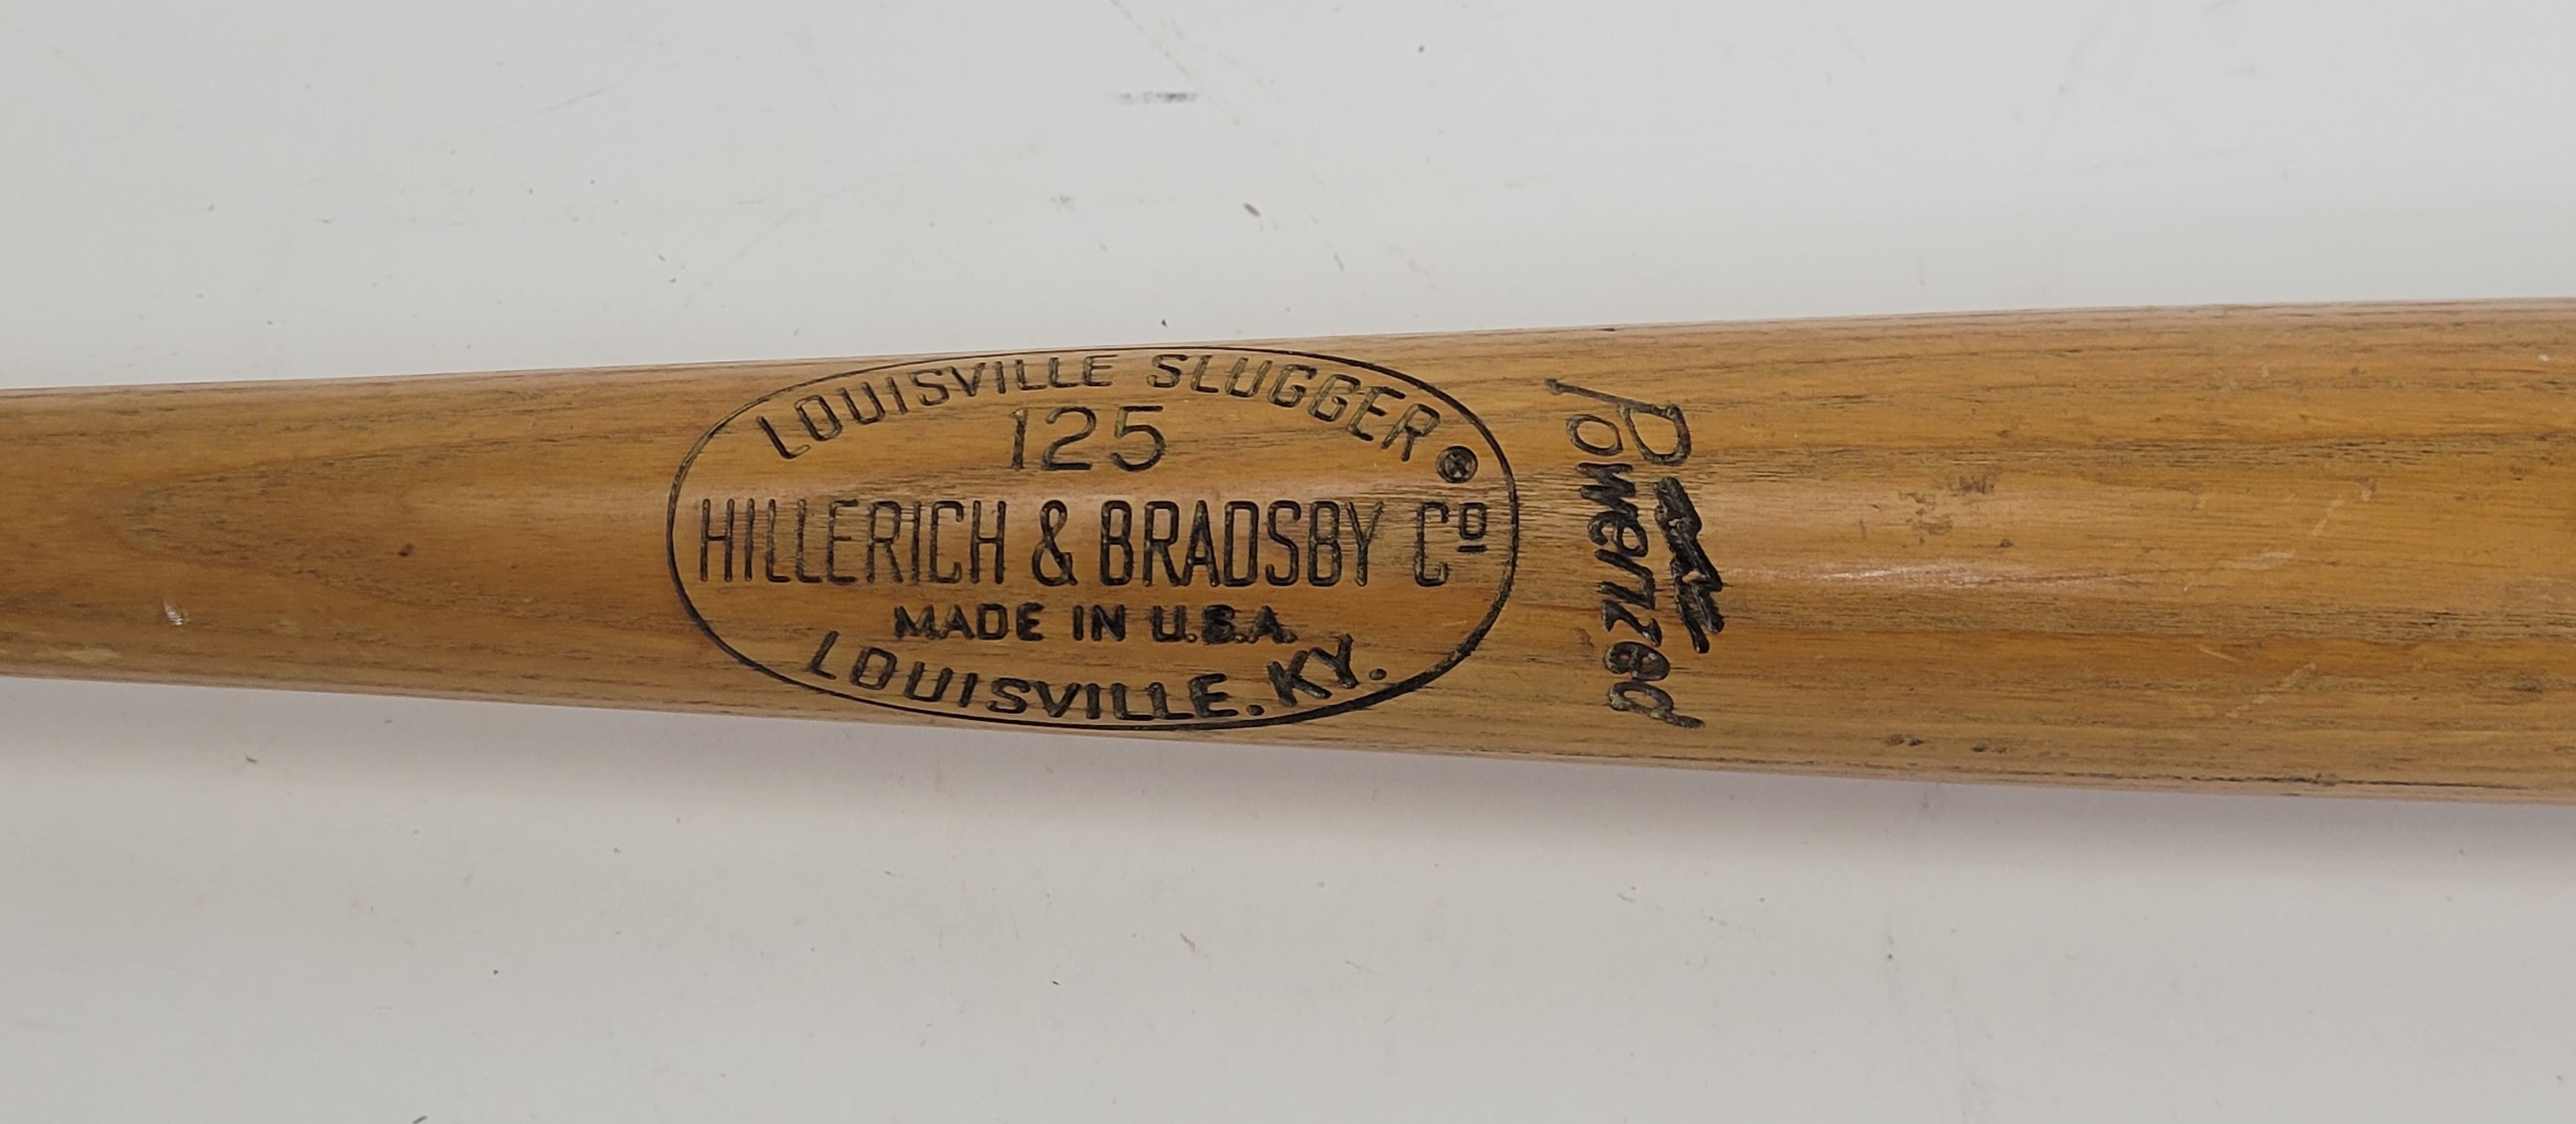 LOUISVILLE SLUGGER ®
125
HILLERICH & BRADSBY Cº
MADE IN U.S.A.
LOUISVILLE. KY.
Powerized